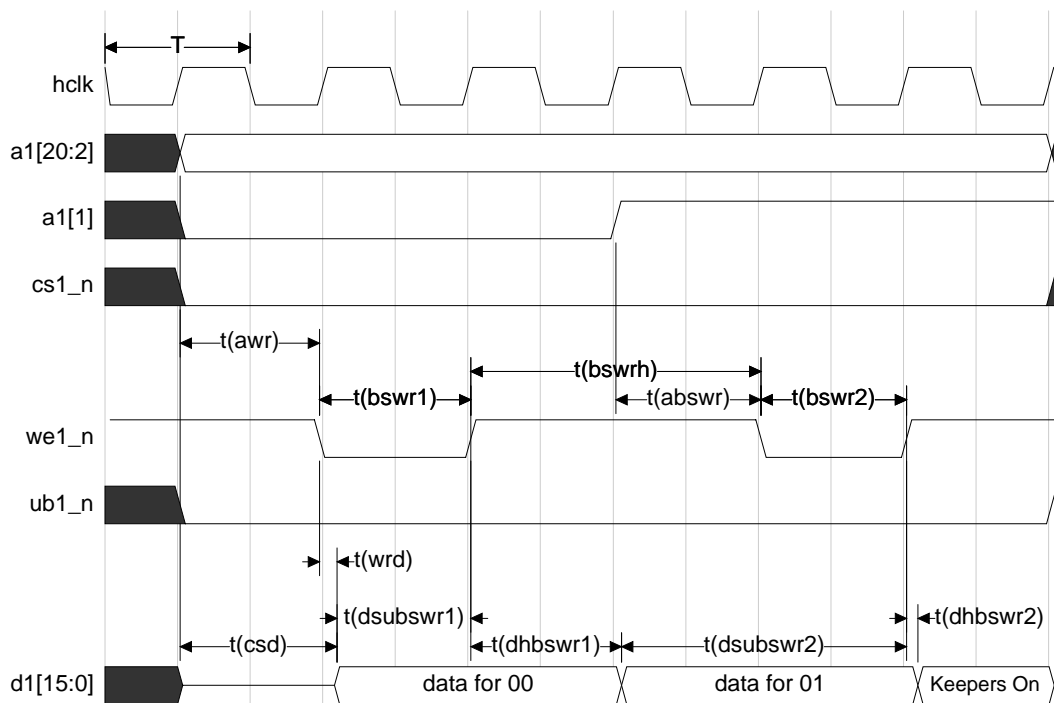 T
hclk
a1[20:2]
a1[1]
cs1_n
t(awr)
t(bswrh)
t(bswr1)
t(abswr)
t(bswr2)
we1_n
ub1_n
t(wrd)
t(dsubswr1)
t(dhbswr2)
t(csd)
t(dhbswr1)
t(dsubswr2)
d1[15:0]
data for 00
data for 01
Keepers On